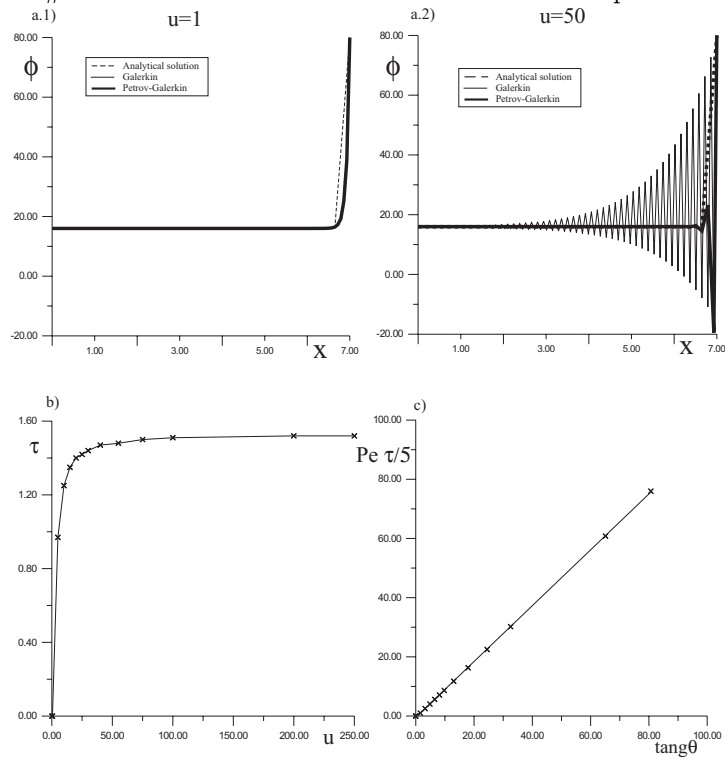 a.1)
u=1
80.00
60.00
40.00
20.00
0.00
-20.00
ϕ
Analytical solution
Galerkin
Petrov-Galerkin
1.00
3.00
5.00
7.00
X
a.2)
u=50
80.00
60.00
40.00
20.00
0.00
-20.00
ϕ
Analytical solution
Galerkin
Petrov-Galerkin
1.00
3.00
5.00
7.00
X
b)
1.60
1.20
0.80
0.40
0.00
τ
0.00
50.00
100.00
150.00
200.00
250.00
u
c)
100.00
80.00
60.00
40.00
20.00
0.00
Pe τ/5
0.00
20.00
40.00
60.00
80.00
100.00
tangθ